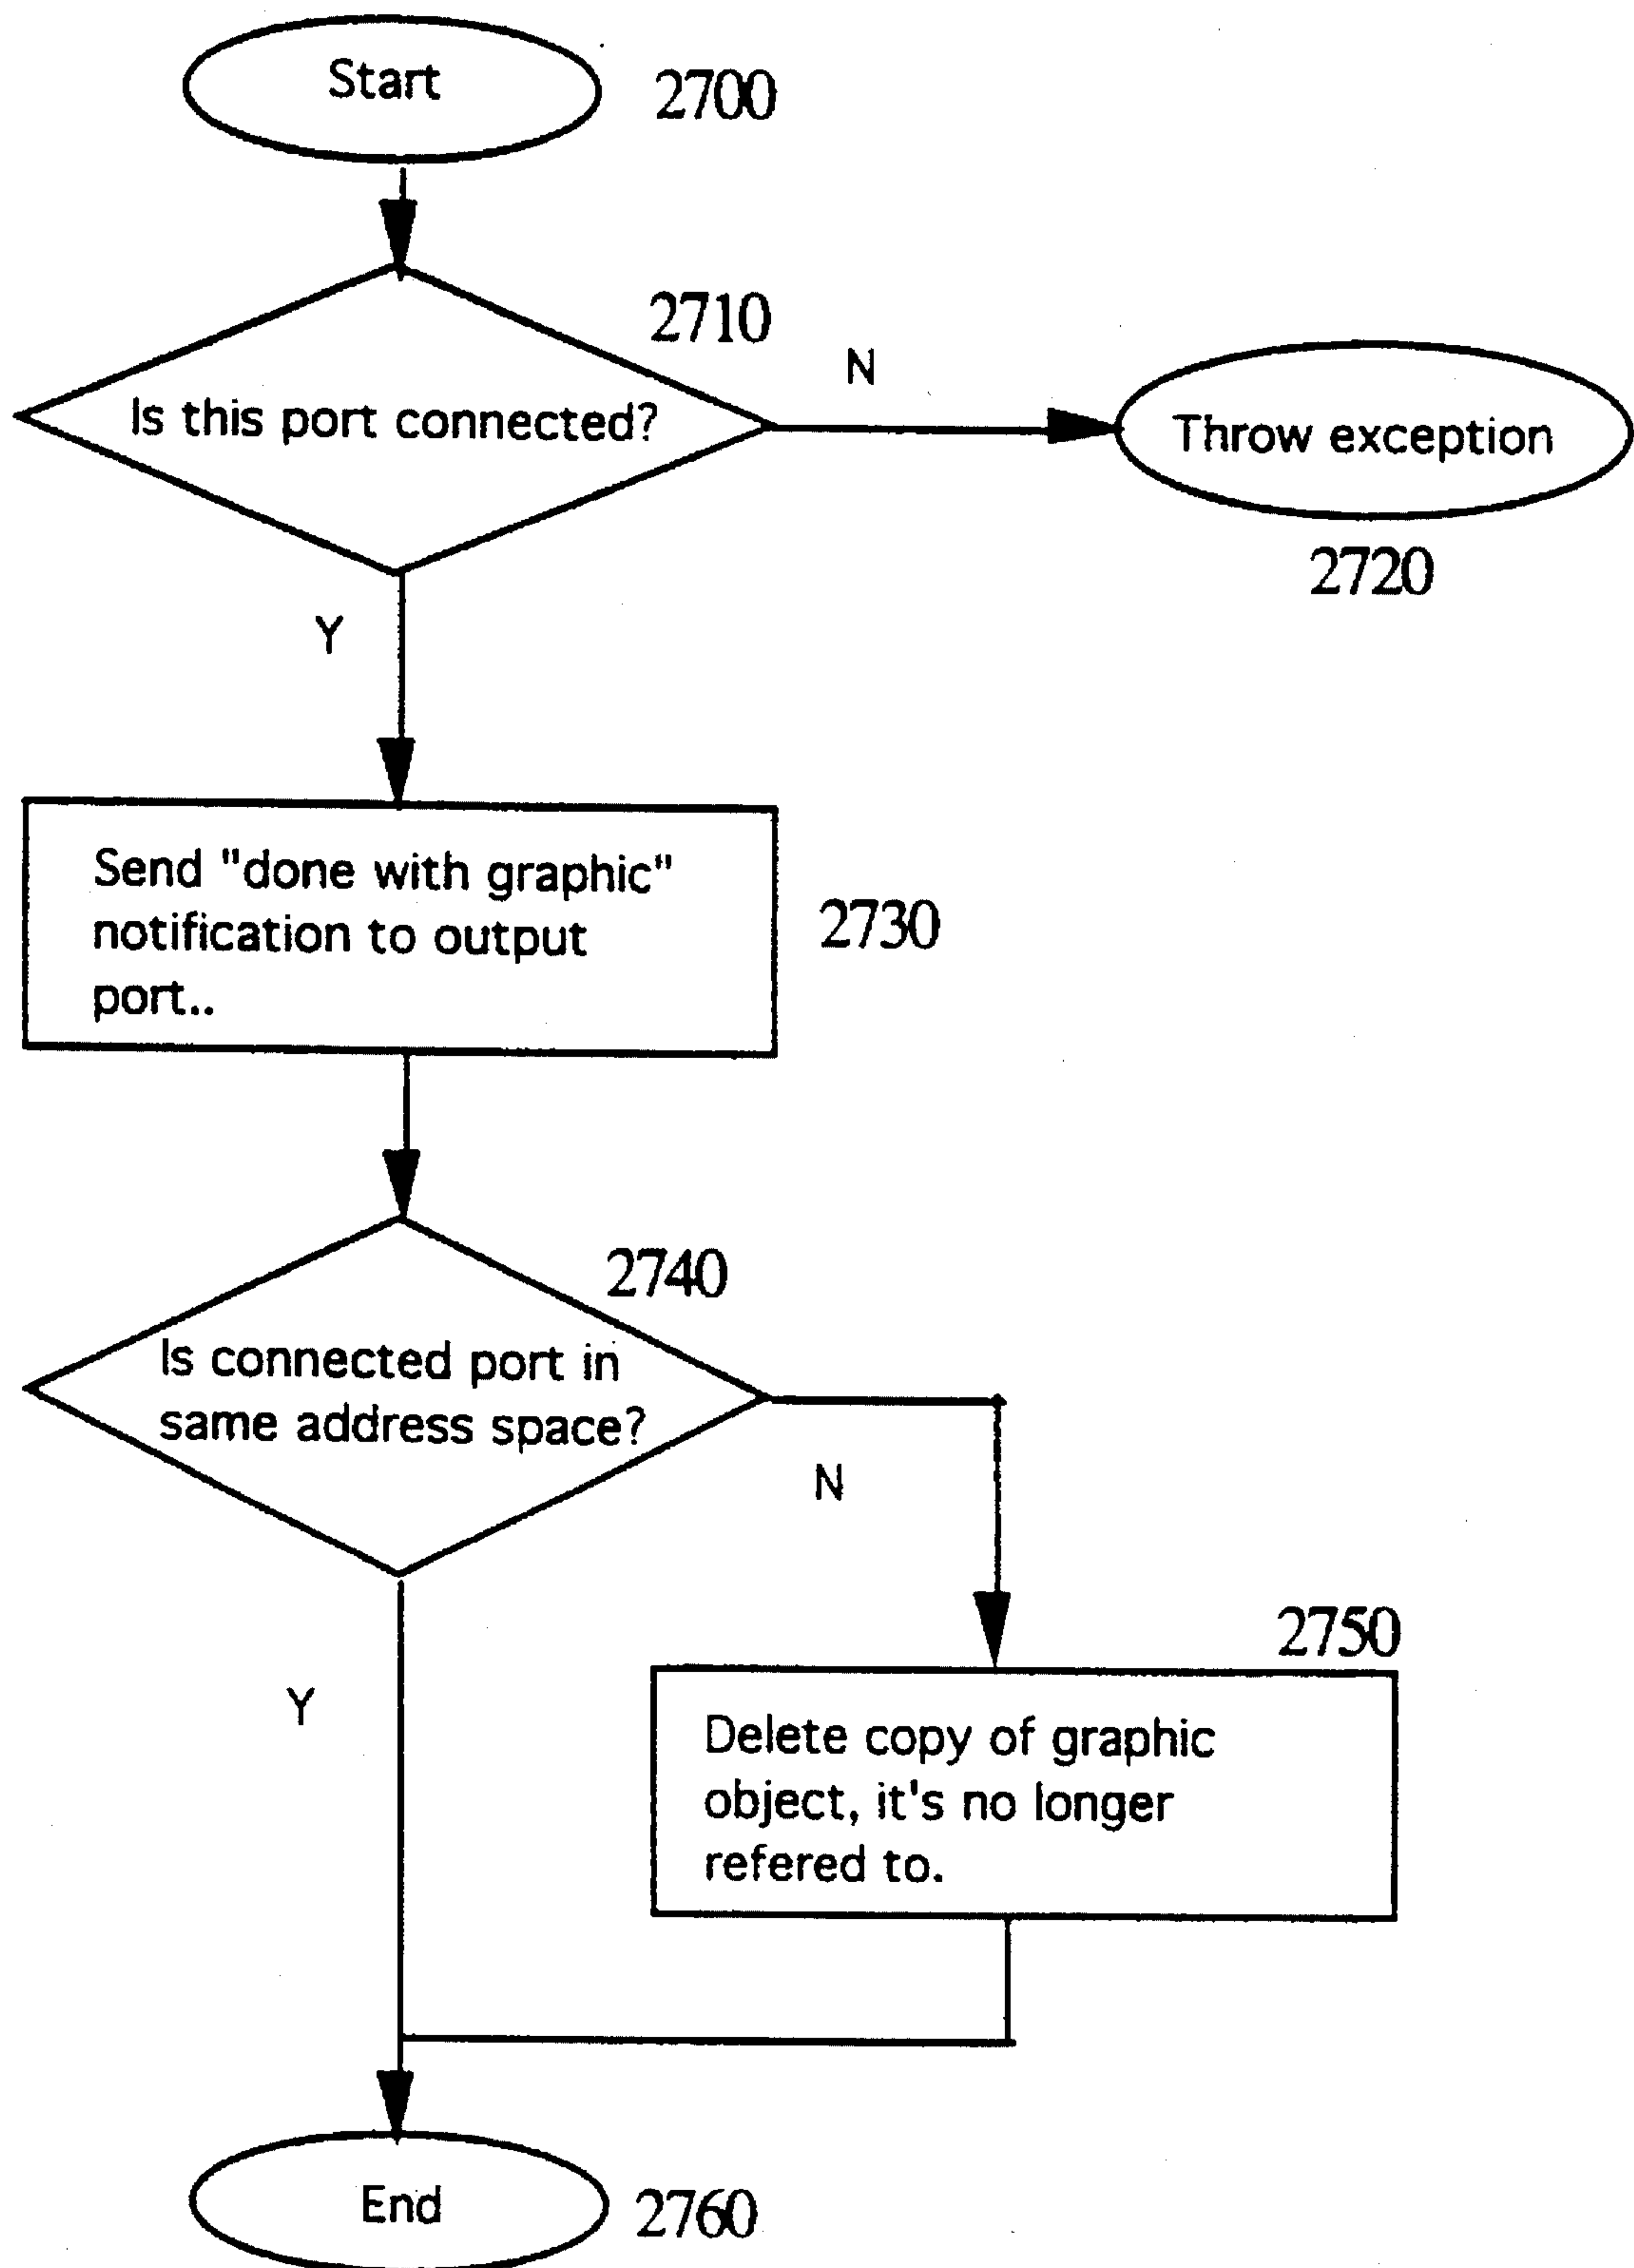 Start
2700
2710
N
Is this port connected?
Throw exception
2720
Y
Send "done with graphic"
notification to output
port..
2730
2740
Is connected port in
same address space?
N
2750
Y
Delete copy of graphic
object, it's no longer
refered to.
End
2760